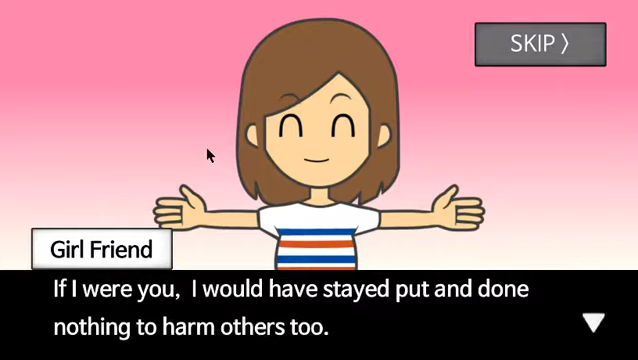 SKIP 〉
Girl Friend
If I were you, I would have stayed put and done
nothing to harm others too.